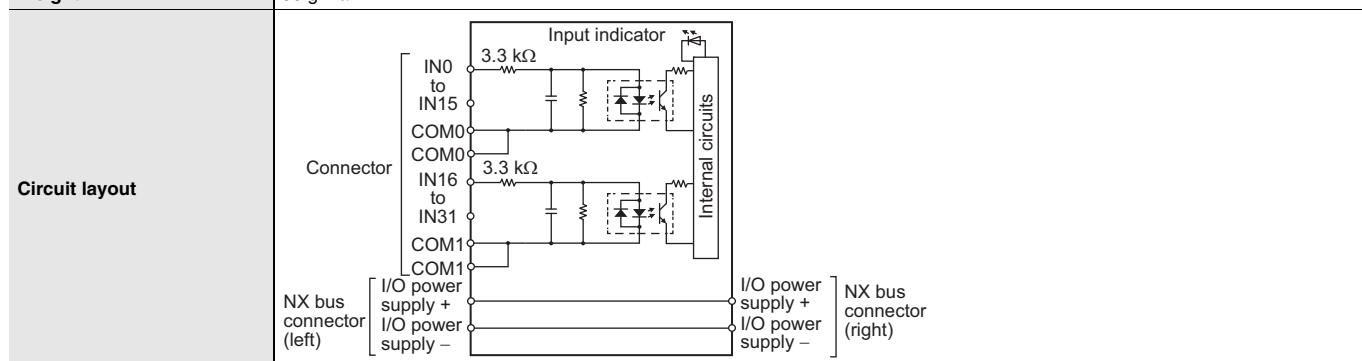 Circuit layout
Input indicator
3.3 kΩ
IN0
to
IN15
COM0
COM0
Connector
3.3 kΩ
IN16
to
IN31
COM1
COM1
Internal circuits
NX bus
connector
(left)
I/O power
supply +
I/O power
supply –
I/O power
supply +
I/O power
supply –
NX bus
connector
(right)